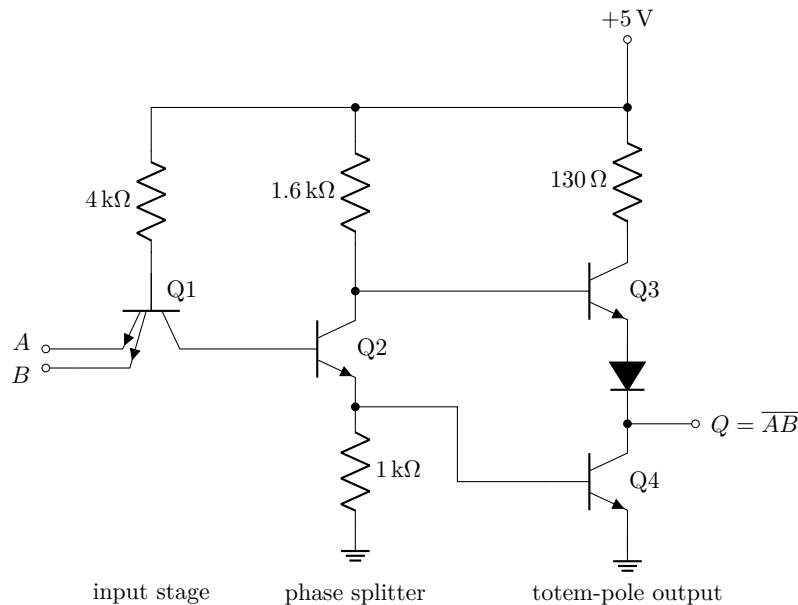 +5 V
4 kΩ
1.6 kΩ
130 Ω
Q1
Q3
A
B
Q2
Q = \overline{AB}
1 kΩ
Q4
input stage
phase splitter
totem-pole output